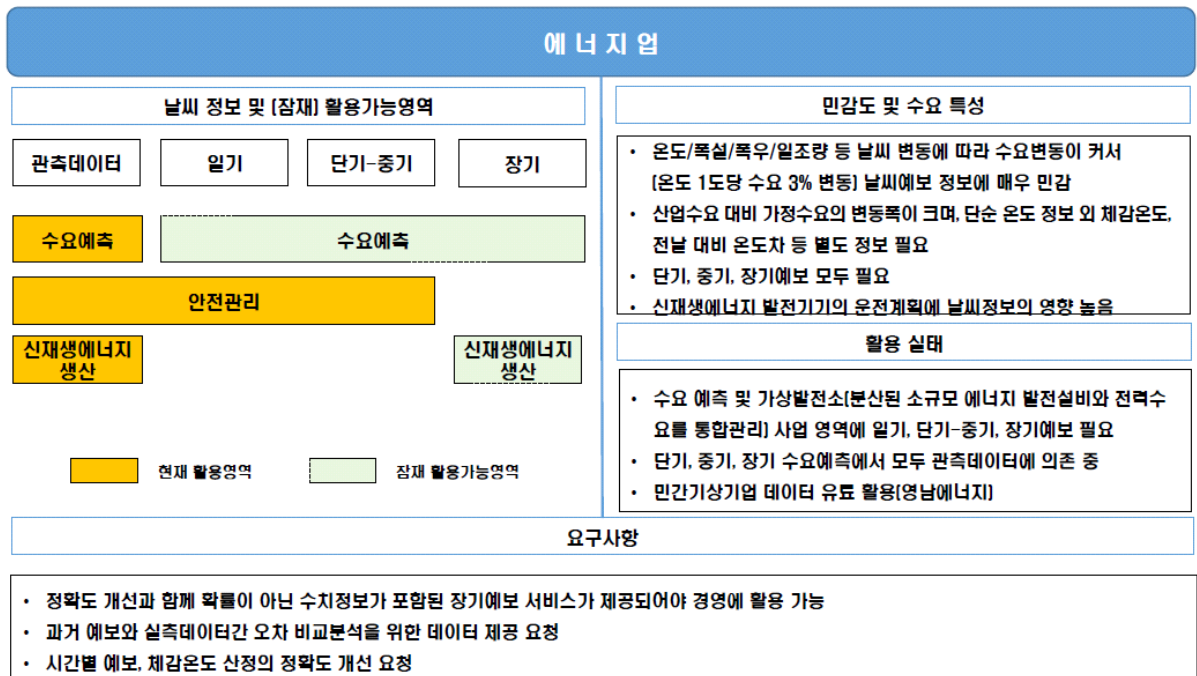 에 너 지 업
날씨 정보 및 (잠재) 활용가능영역
관측데이터
일기
단기-중기
장기
수요예측
수요예측
안전관리
신재생에너지
생산
신재생에너지
생산
현재 활용영역
잠재 활용가능영역
민감도 및 수요 특성
• 온도/폭설/폭우/일조량 등 날씨 변동에 따라 수요변동이 커서
(온도 1도당 수요 3% 변동) 날씨예보 정보에 매우 민감
• 산업수요 대비 가정수요의 변동폭이 크며, 단순 온도 정보 외 체감온도,
전날 대비 온도차 등 별도 정보 필요
• 단기, 중기, 장기예보 모두 필요
• 신재생에너지 발전기기의 운전계획에 날씨정보의 영향 높음
활용 실태
• 수요 예측 및 가상발전소(분산된 소규모 에너지 발전설비와 전력수
요를 통합관리) 사업 영역에 일기, 단기-중기, 장기예보 필요
• 단기, 중기, 장기 수요예측에서 모두 관측데이터에 의존 중
• 민간기상기업 데이터 유료 활용(영남에너지)
요구사항
• 정확도 개선과 함께 확률이 아닌 수치정보가 포함된 장기예보 서비스가 제공되어야 경영에 활용 가능
• 과거 예보와 실측데이터간 오차 비교분석을 위한 데이터 제공 요청
• 시간별 예보, 체감온도 산정의 정확도 개선 요청